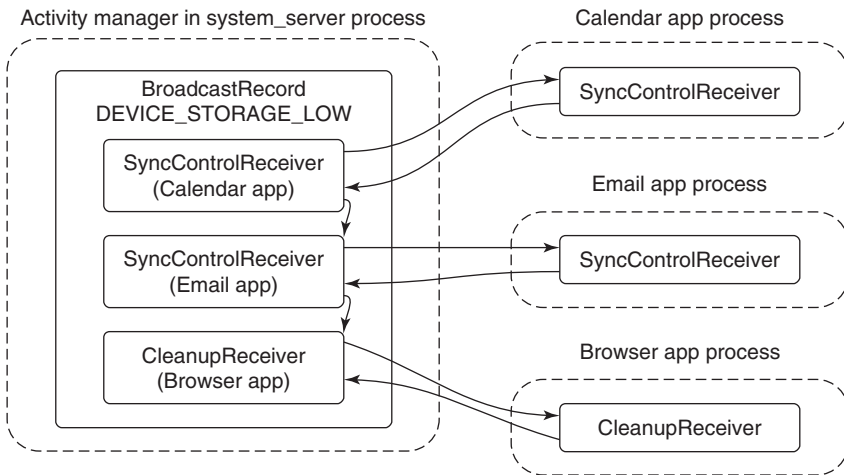 Activity manager in system_server process
BroadcastRecord
DEVICE_STORAGE_LOW
SyncControlReceiver
(Calendar app)
SyncControlReceiver
(Email app)
CleanupReceiver
(Browser app)
Calendar app process
SyncControlReceiver
Email app process
SyncControlReceiver
Browser app process
CleanupReceiver